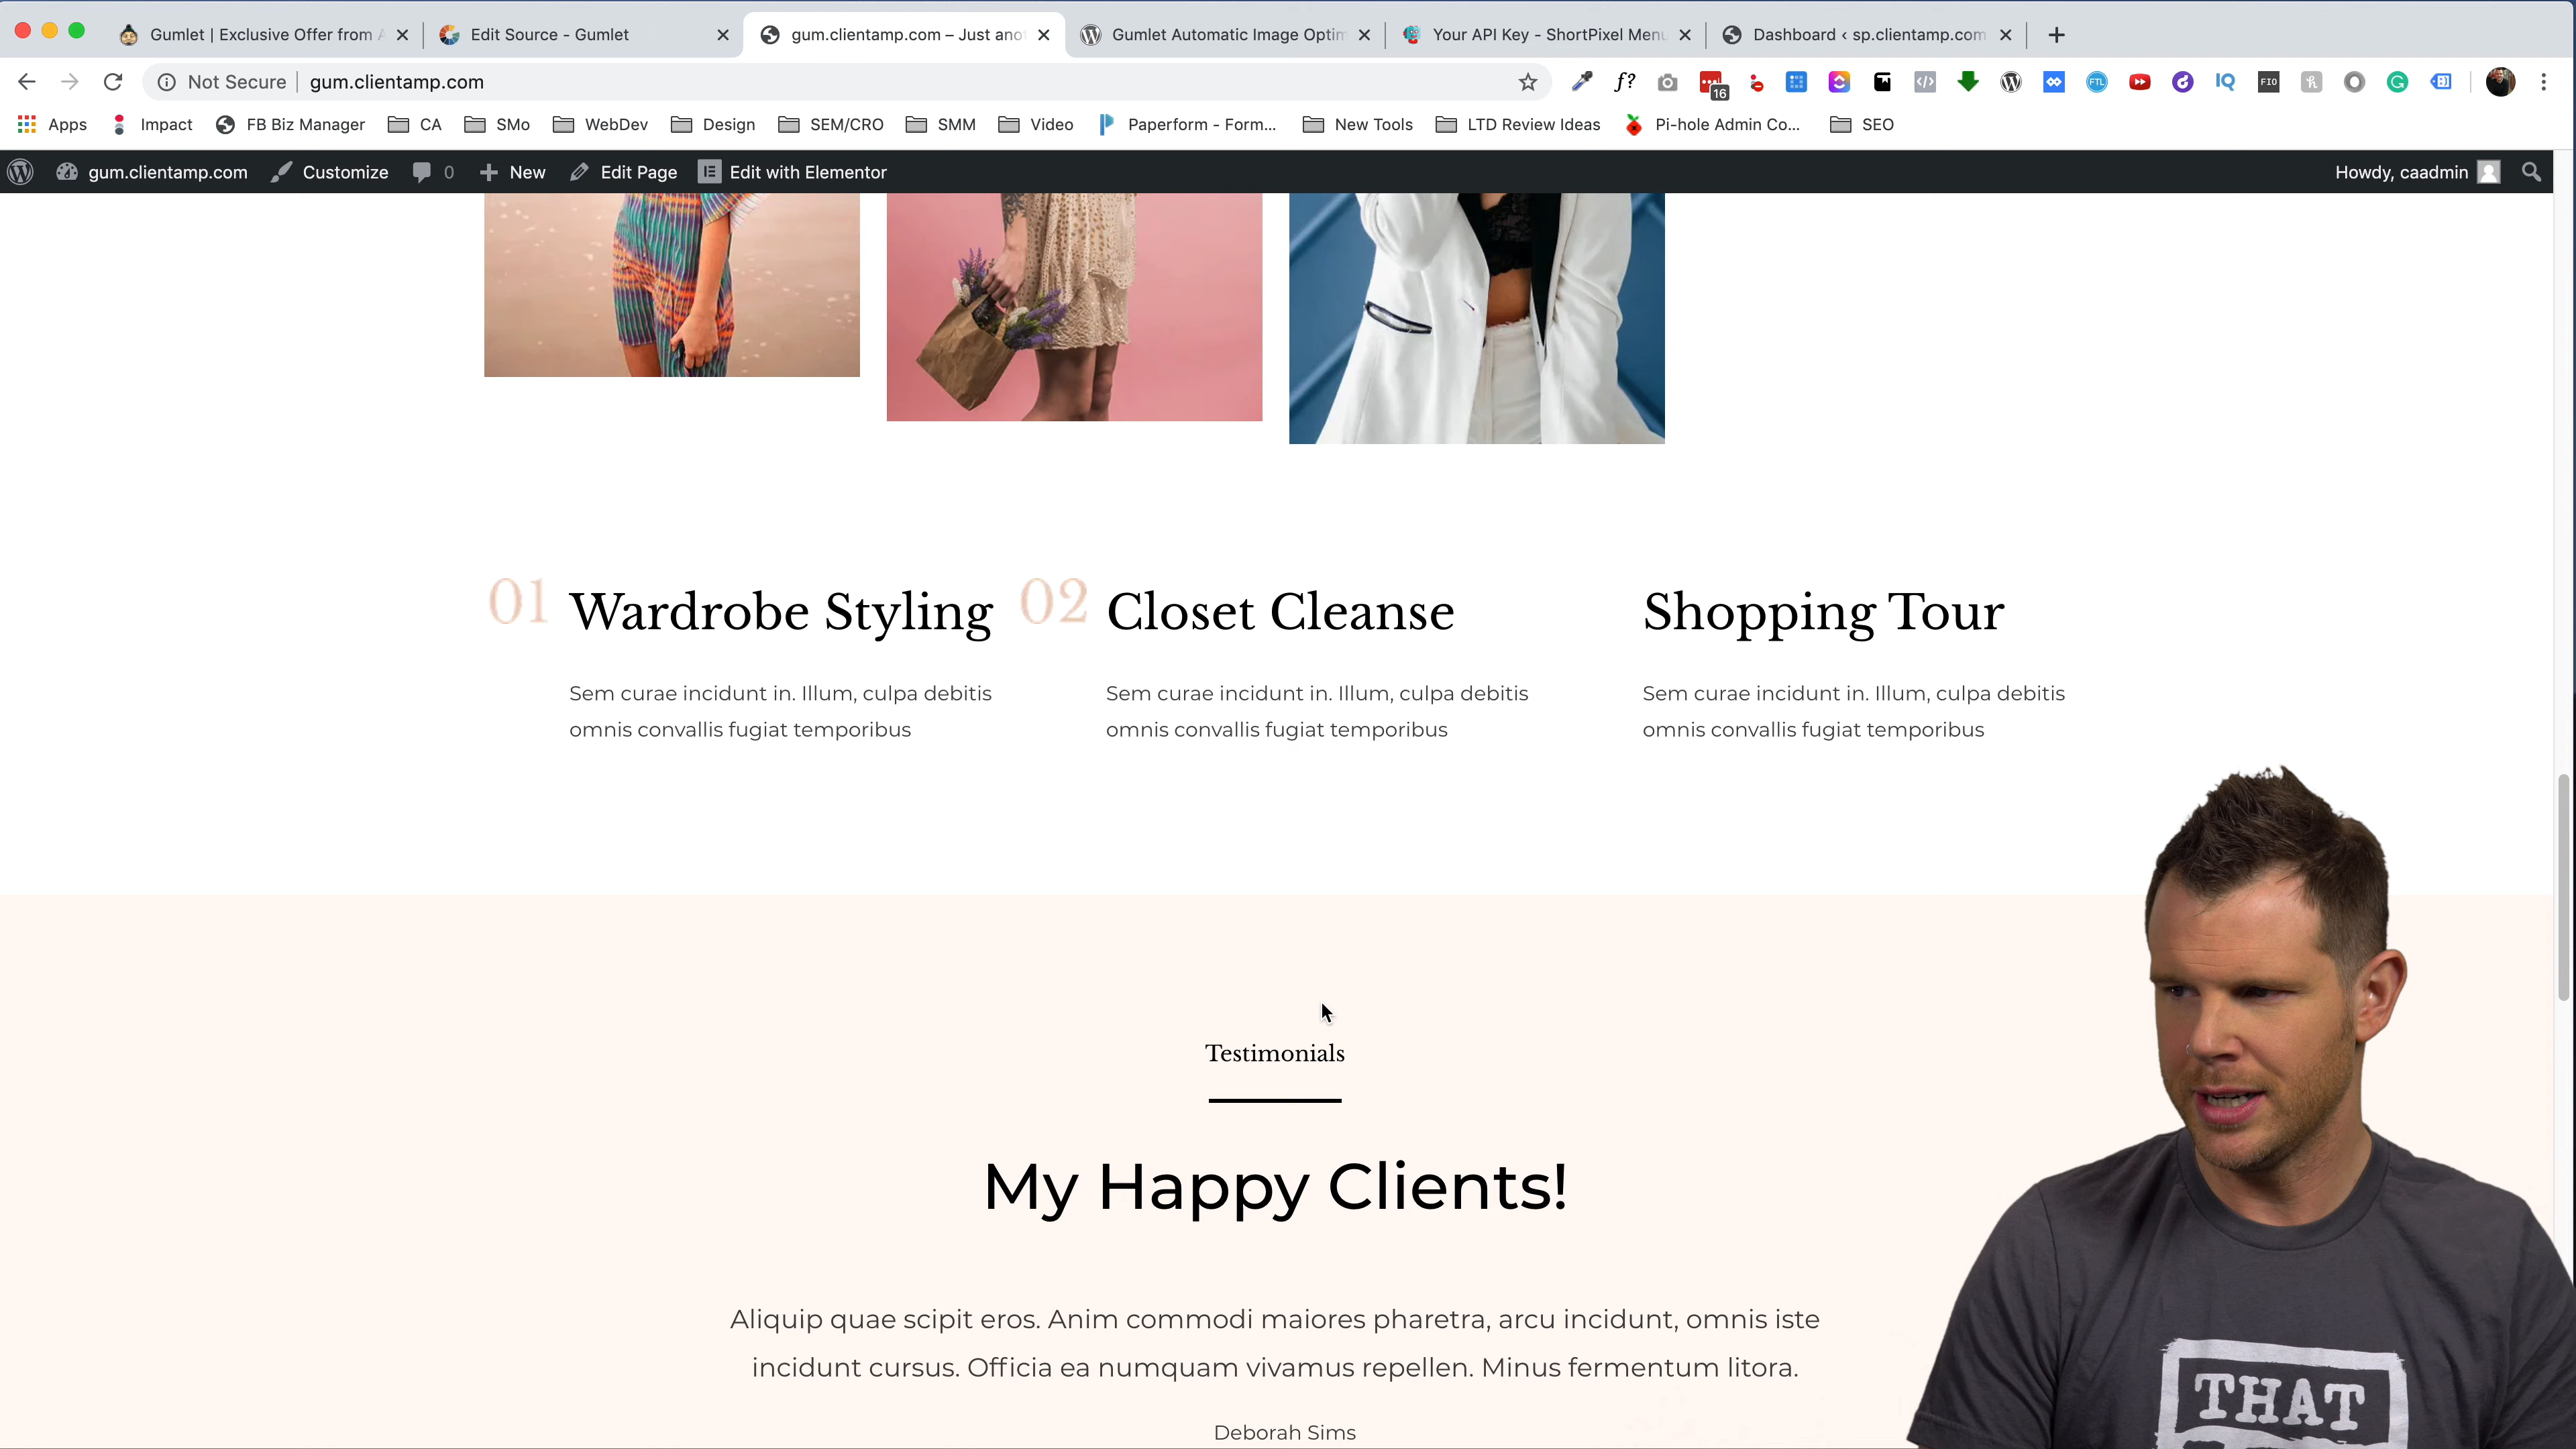 Gumlet | Exclusive Offer from A
Edit Source - Gumlet
gum.clientamp.com – Just ano
Gumlet Automatic Image Optim
Your API Key - ShortPixel Menu
Dashboard ‹ sp.clientamp.com
Not Secure
gum.clientamp.com
f?
16
FTL
IQ
FIO
Apps
Impact
FB Biz Manager
CA
SMo
WebDev
Design
SEM/CRO
SMM
Video
Paperform - Form...
New Tools
LTD Review Ideas
Pi-hole Admin Co...
SEO
gum.clientamp.com
Customize
0
New
Edit Page
Edit with Elementor
Howdy, caadmin
01 Wardrobe Styling
Sem curae incidunt in. Illum, culpa debitis
omnis convallis fugiat temporibus
02 Closet Cleanse
Sem curae incidunt in. Illum, culpa debitis
omnis convallis fugiat temporibus
Shopping Tour
Sem curae incidunt in. Illum, culpa debitis
omnis convallis fugiat temporibus
Testimonials
My Happy Clients!
Aliquip quae scipit eros. Anim commodi maiores pharetra, arcu incidunt, omnis iste
incidunt cursus. Officia ea numquam vivamus repellen. Minus fermentum litora.
Deborah Sims
THAT